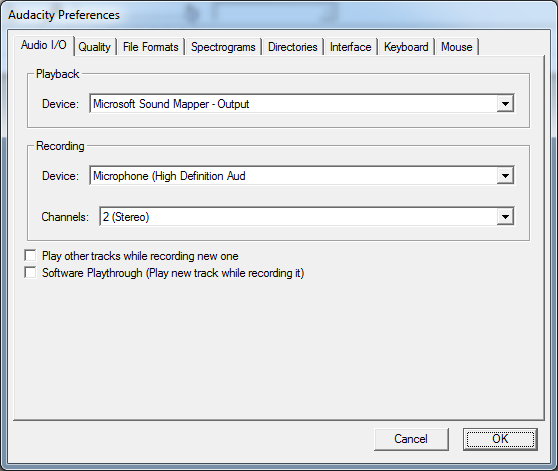 Audacity Preferences
Audio I/O Quality File Formats Spectrograms Directories Interface Keyboard Mouse
Playback
Device: Microsoft Sound Mapper - Output
Recording
Device: Microphone (High Definition Aud
Channels: 2 (Stereo)
Play other tracks while recording new one
Software Playthrough (Play new track while recording it)
Cancel OK